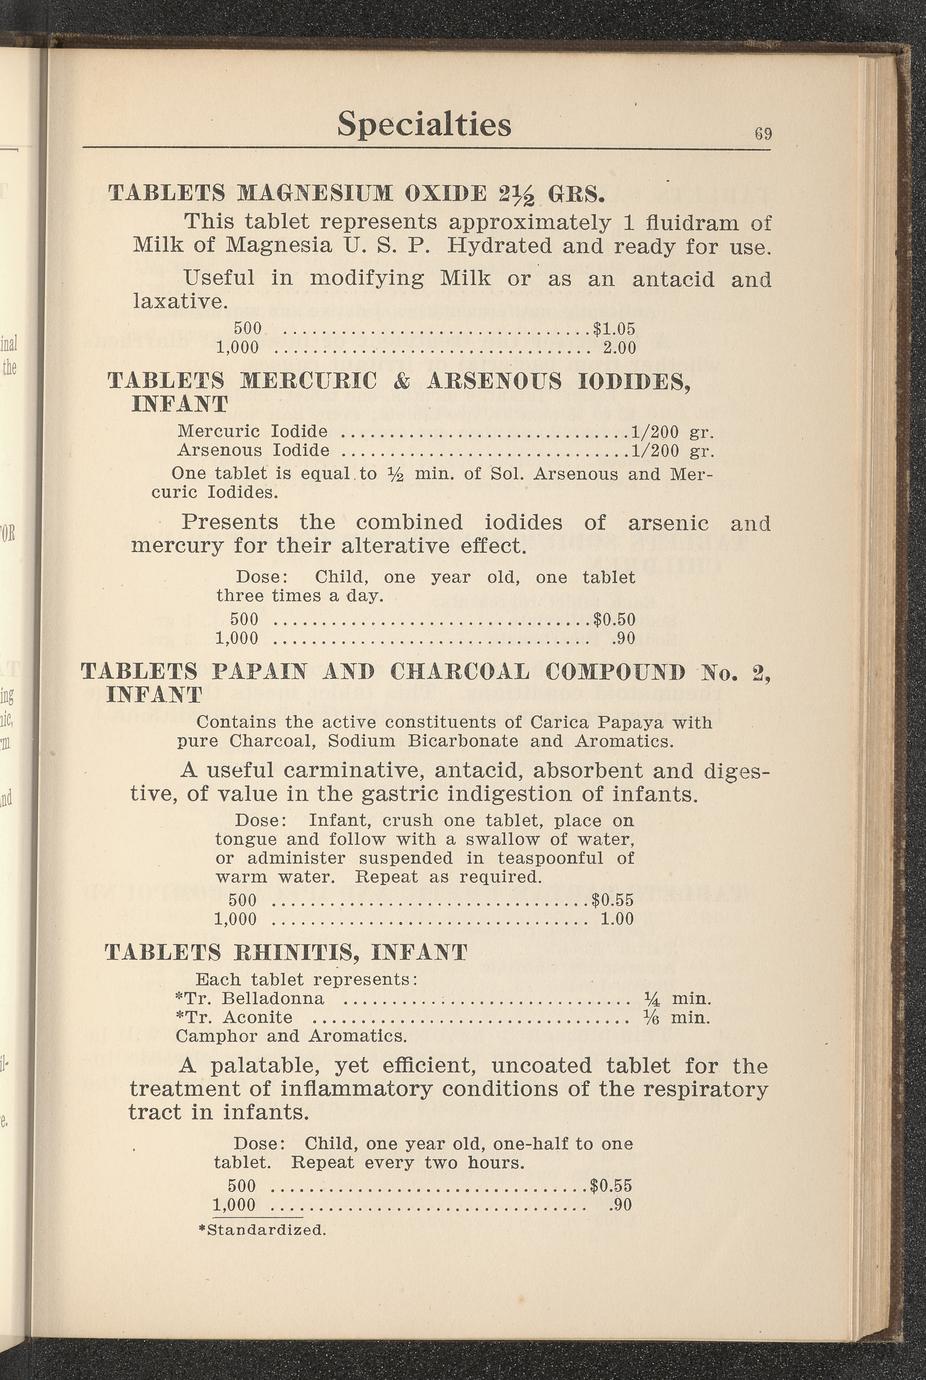 Specialties
69
TABLETS MAGNESIUM OXIDE 2½ GRS.
This tablet represents approximately 1 fluidram of
Milk of Magnesia U. S. P. Hydrated and ready for use.
Useful in modifying Milk or as an antacid and
laxative.
500 ................................$1.05
1,000 ................................. 2.00
TABLETS MERCURIC & ARSENOUS IODIDES,
INFANT
Mercuric Iodide ..............................1/200 gr.
Arsenous Iodide ..............................1/200 gr.
One tablet is equal to ½ min. of Sol. Arsenous and Mer-
curic Iodides.
Presents the combined iodides of arsenic and
mercury for their alterative effect.
Dose: Child, one year old, one tablet
three times a day.
500 .................................$0.50
1,000 ................................. .90
TABLETS PAPAIN AND CHARCOAL COMPOUND No. 2,
INFANT
Contains the active constituents of Carica Papaya with
pure Charcoal, Sodium Bicarbonate and Aromatics.
A useful carminative, antacid, absorbent and diges-
tive, of value in the gastric indigestion of infants.
Dose: Infant, crush one tablet, place on
tongue and follow with a swallow of water,
or administer suspended in teaspoonful of
warm water. Repeat as required.
500 .................................$0.55
1,000 ................................. 1.00
TABLETS RHINITIS, INFANT
Each tablet represents:
*Tr. Belladonna .............................. ¼ min.
*Tr. Aconite ................................. ⅙ min.
Camphor and Aromatics.
A palatable, yet efficient, uncoated tablet for the
treatment of inflammatory conditions of the respiratory
tract in infants.
Dose: Child, one year old, one-half to one
tablet. Repeat every two hours.
500 .................................$0.55
1,000 ................................. .90
*Standardized.